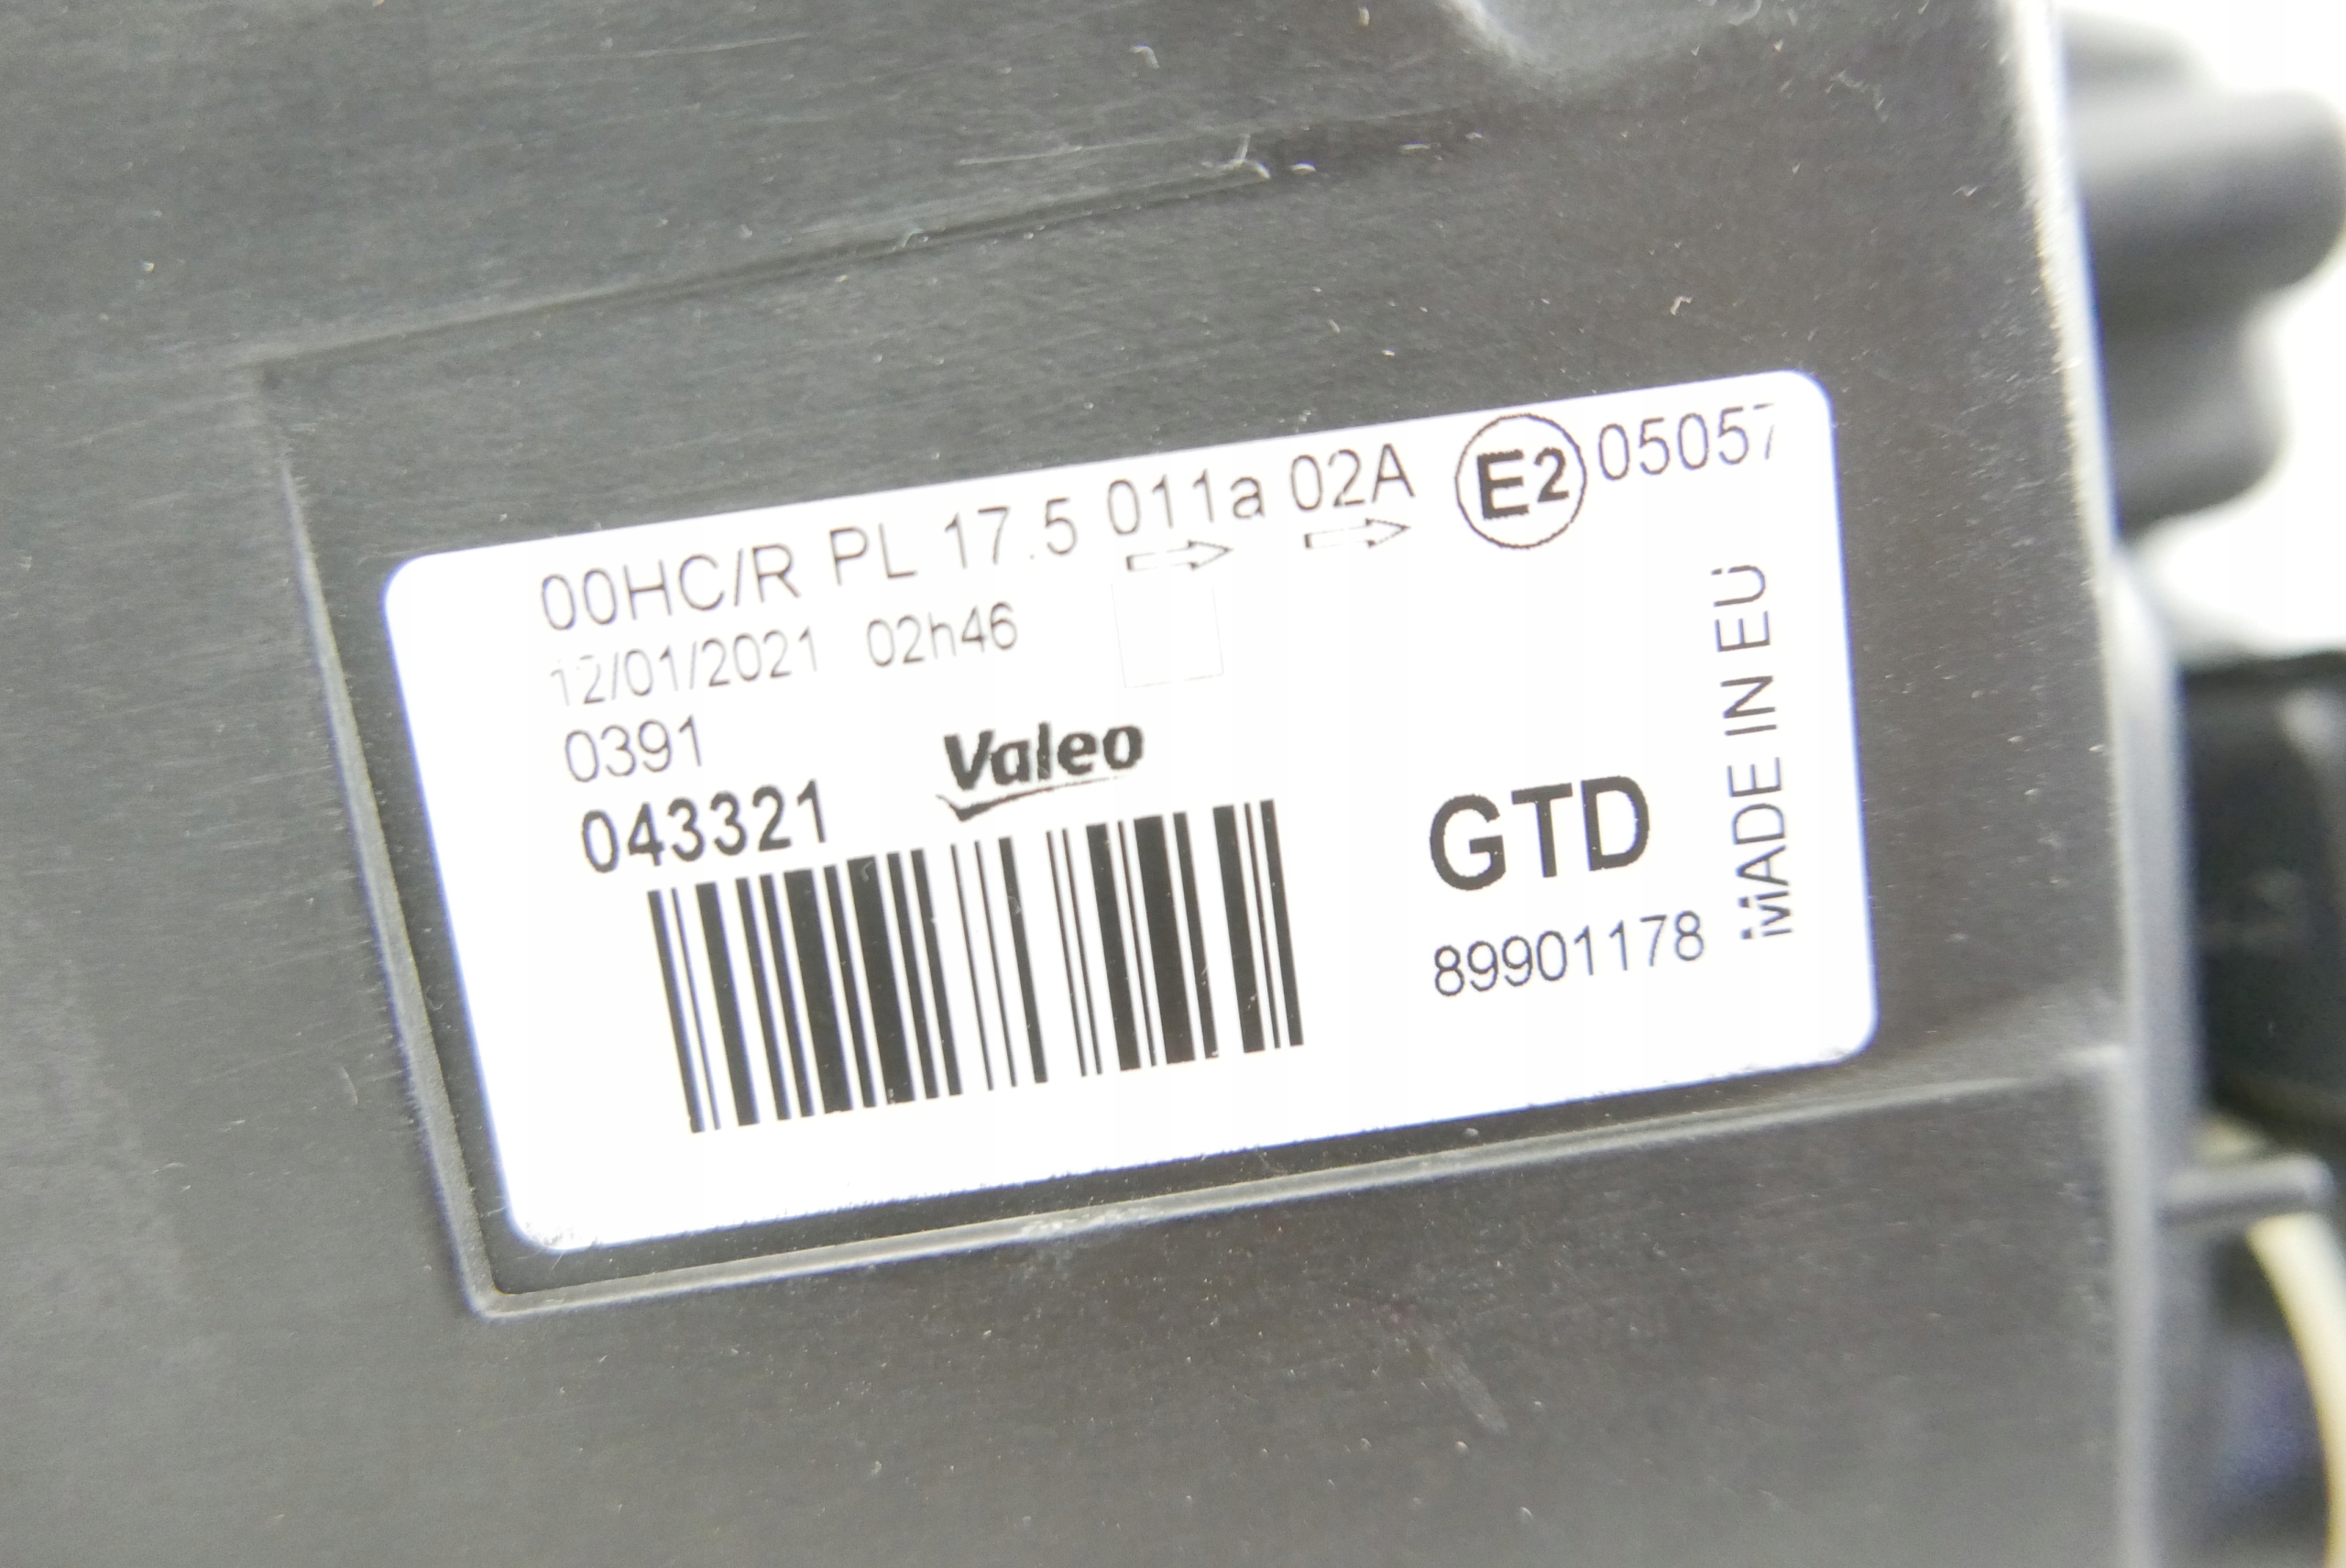 00HC/R PL 17.5 011a 02A E2 05057
12/01/2021 02h46
0391
043321
Valeo
GTD
89901178
MADE IN EU